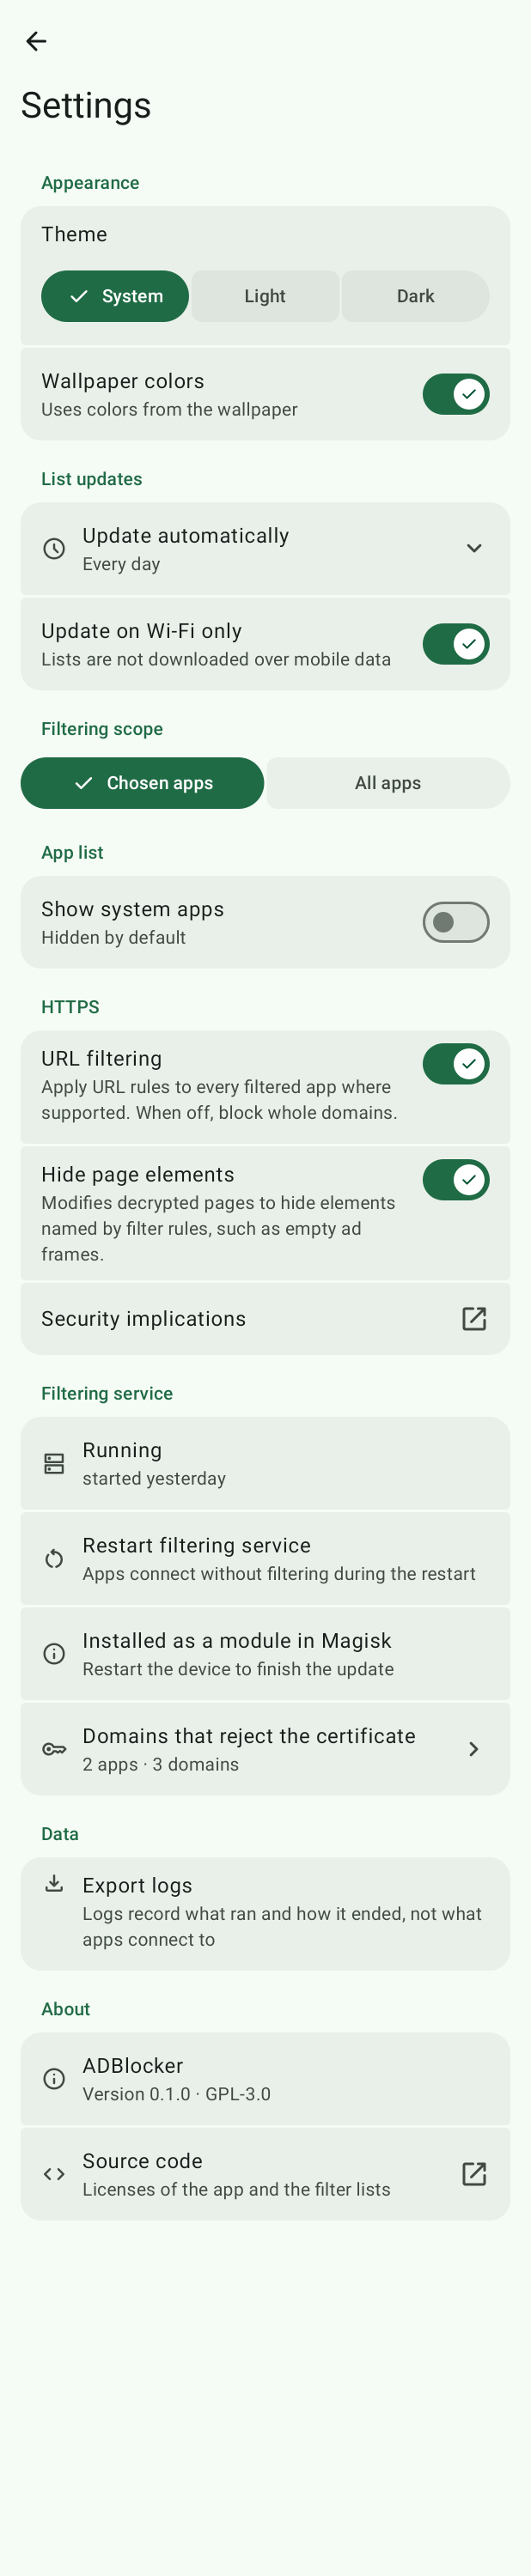 Settings
Appearance
Theme
System
Light
Dark
Wallpaper colors
Uses colors from the wallpaper
List updates
Update automatically
Every day
Update on Wi-Fi only
Lists are not downloaded over mobile data
Filtering scope
Chosen apps
All apps
App list
Show system apps
Hidden by default
HTTPS
URL filtering
Apply URL rules to every filtered app where
supported. When off, block whole domains.
Hide page elements
Modifies decrypted pages to hide elements
named by filter rules, such as empty ad
frames.
Security implications
Filtering service
Running
started yesterday
Restart filtering service
Apps connect without filtering during the restart
Installed as a module in Magisk
Restart the device to finish the update
Domains that reject the certificate
2 apps · 3 domains
Data
Export logs
Logs record what ran and how it ended, not what
apps connect to
About
ADBlocker
Version 0.1.0 · GPL-3.0
Source code
Licenses of the app and the filter lists